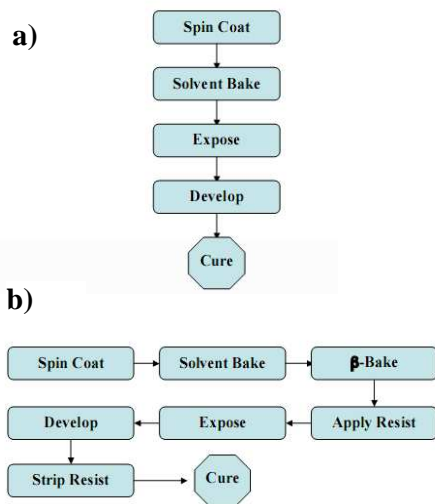 a)
Spin Coat
Solvent Bake
Expose
Develop
Cure
b)
Spin Coat
Solvent Bake
β-Bake
Apply Resist
Expose
Develop
Strip Resist
Cure